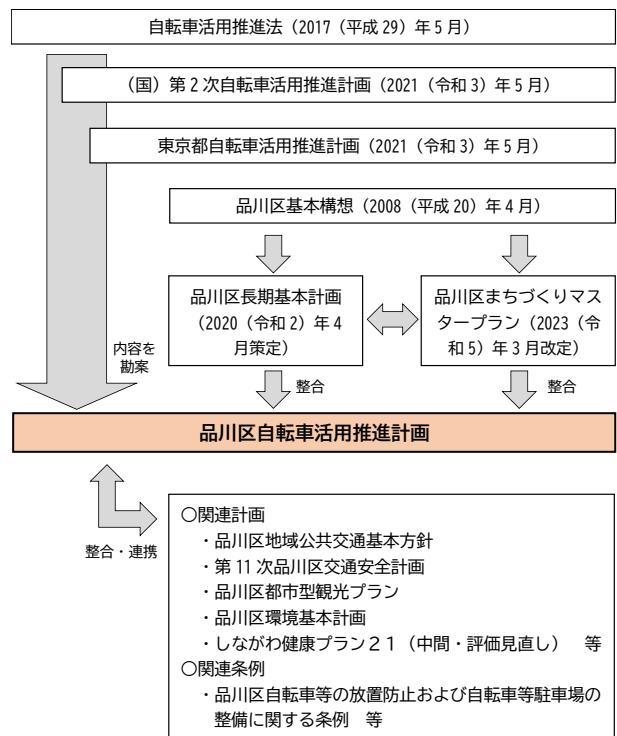 自転車活用推進法（2017（平成 29）年 5 月）
（国）第 2 次自転車活用推進計画（2021（令和 3）年 5 月）
東京都自転車活用推進計画（2021（令和 3）年 5 月）
品川区基本構想（2008（平成 20）年 4 月）
品川区長期基本計画
（2020（令和 2）年 4
月策定）
品川区まちづくりマス
タープラン（2023（令
和 5）年 3 月改定）
内容を
勘案
整合
整合
品川区自転車活用推進計画
整合・連携
○関連計画
・品川区地域公共交通基本方針
・第 11 次品川区交通安全計画
・品川区都市型観光プラン
・品川区環境基本計画
・しながわ健康プラン２１（中間・評価見直し）　等
○関連条例
・品川区自転車等の放置防止および自転車等駐車場の
整備に関する条例　等